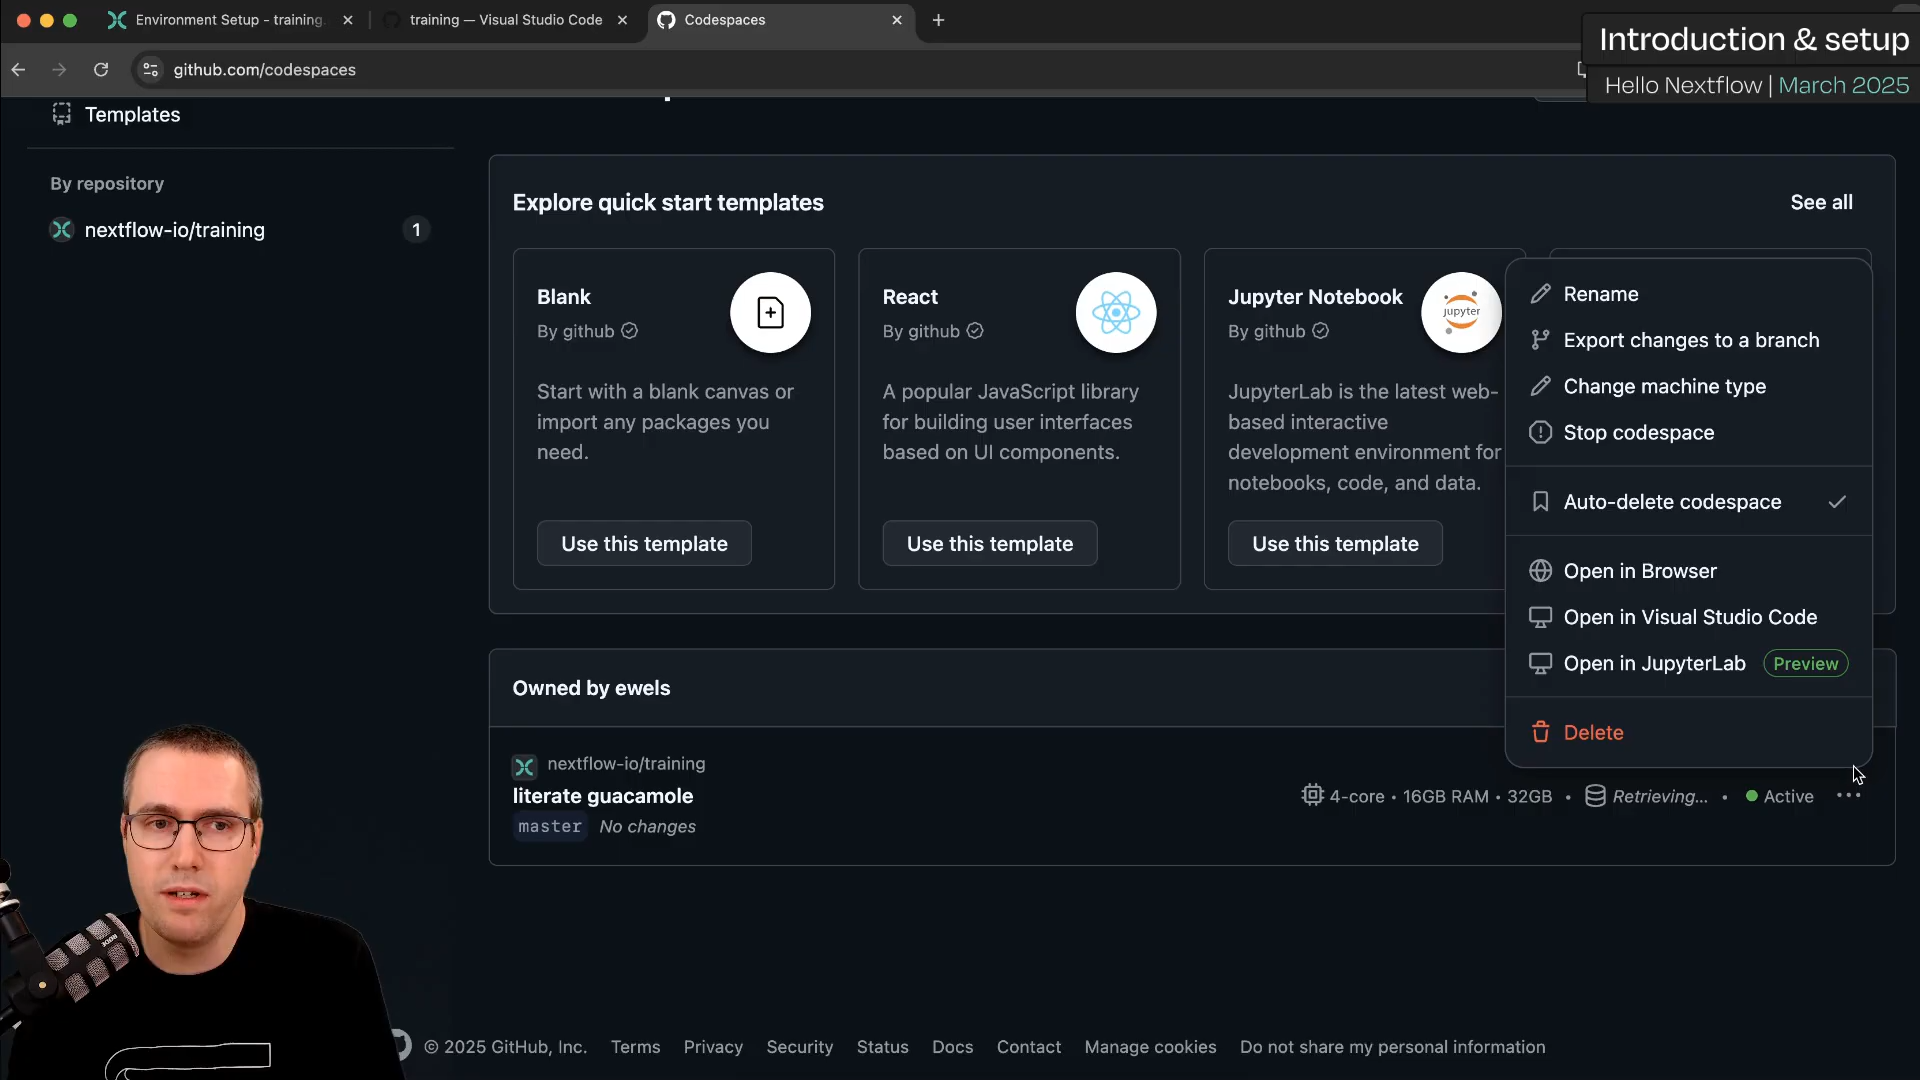 Environment Setup - training.
training — Visual Studio Code
Codespaces
github.com/codespaces
Introduction & setup
Hello Nextflow | March 2025
Templates
By repository
nextflow-io/training
1
Explore quick start templates
See all
Blank
By github
Start with a blank canvas or
import any packages you
need.
Use this template
React
By github
A popular JavaScript library
for building user interfaces
based on UI components.
Use this template
Jupyter Notebook
By github
jupyter
JupyterLab is the latest web-
based interactive
development environment for
notebooks, code, and data.
Use this template
Rename
Export changes to a branch
Change machine type
Stop codespace
Auto-delete codespace
Open in Browser
Open in Visual Studio Code
Open in JupyterLab Preview
Delete
Owned by ewels
nextflow-io/training
literate guacamole
master No changes
4-core • 16GB RAM • 32GB • Retrieving... • Active
© 2025 GitHub, Inc. Terms Privacy Security Status Docs Contact Manage cookies Do not share my personal information